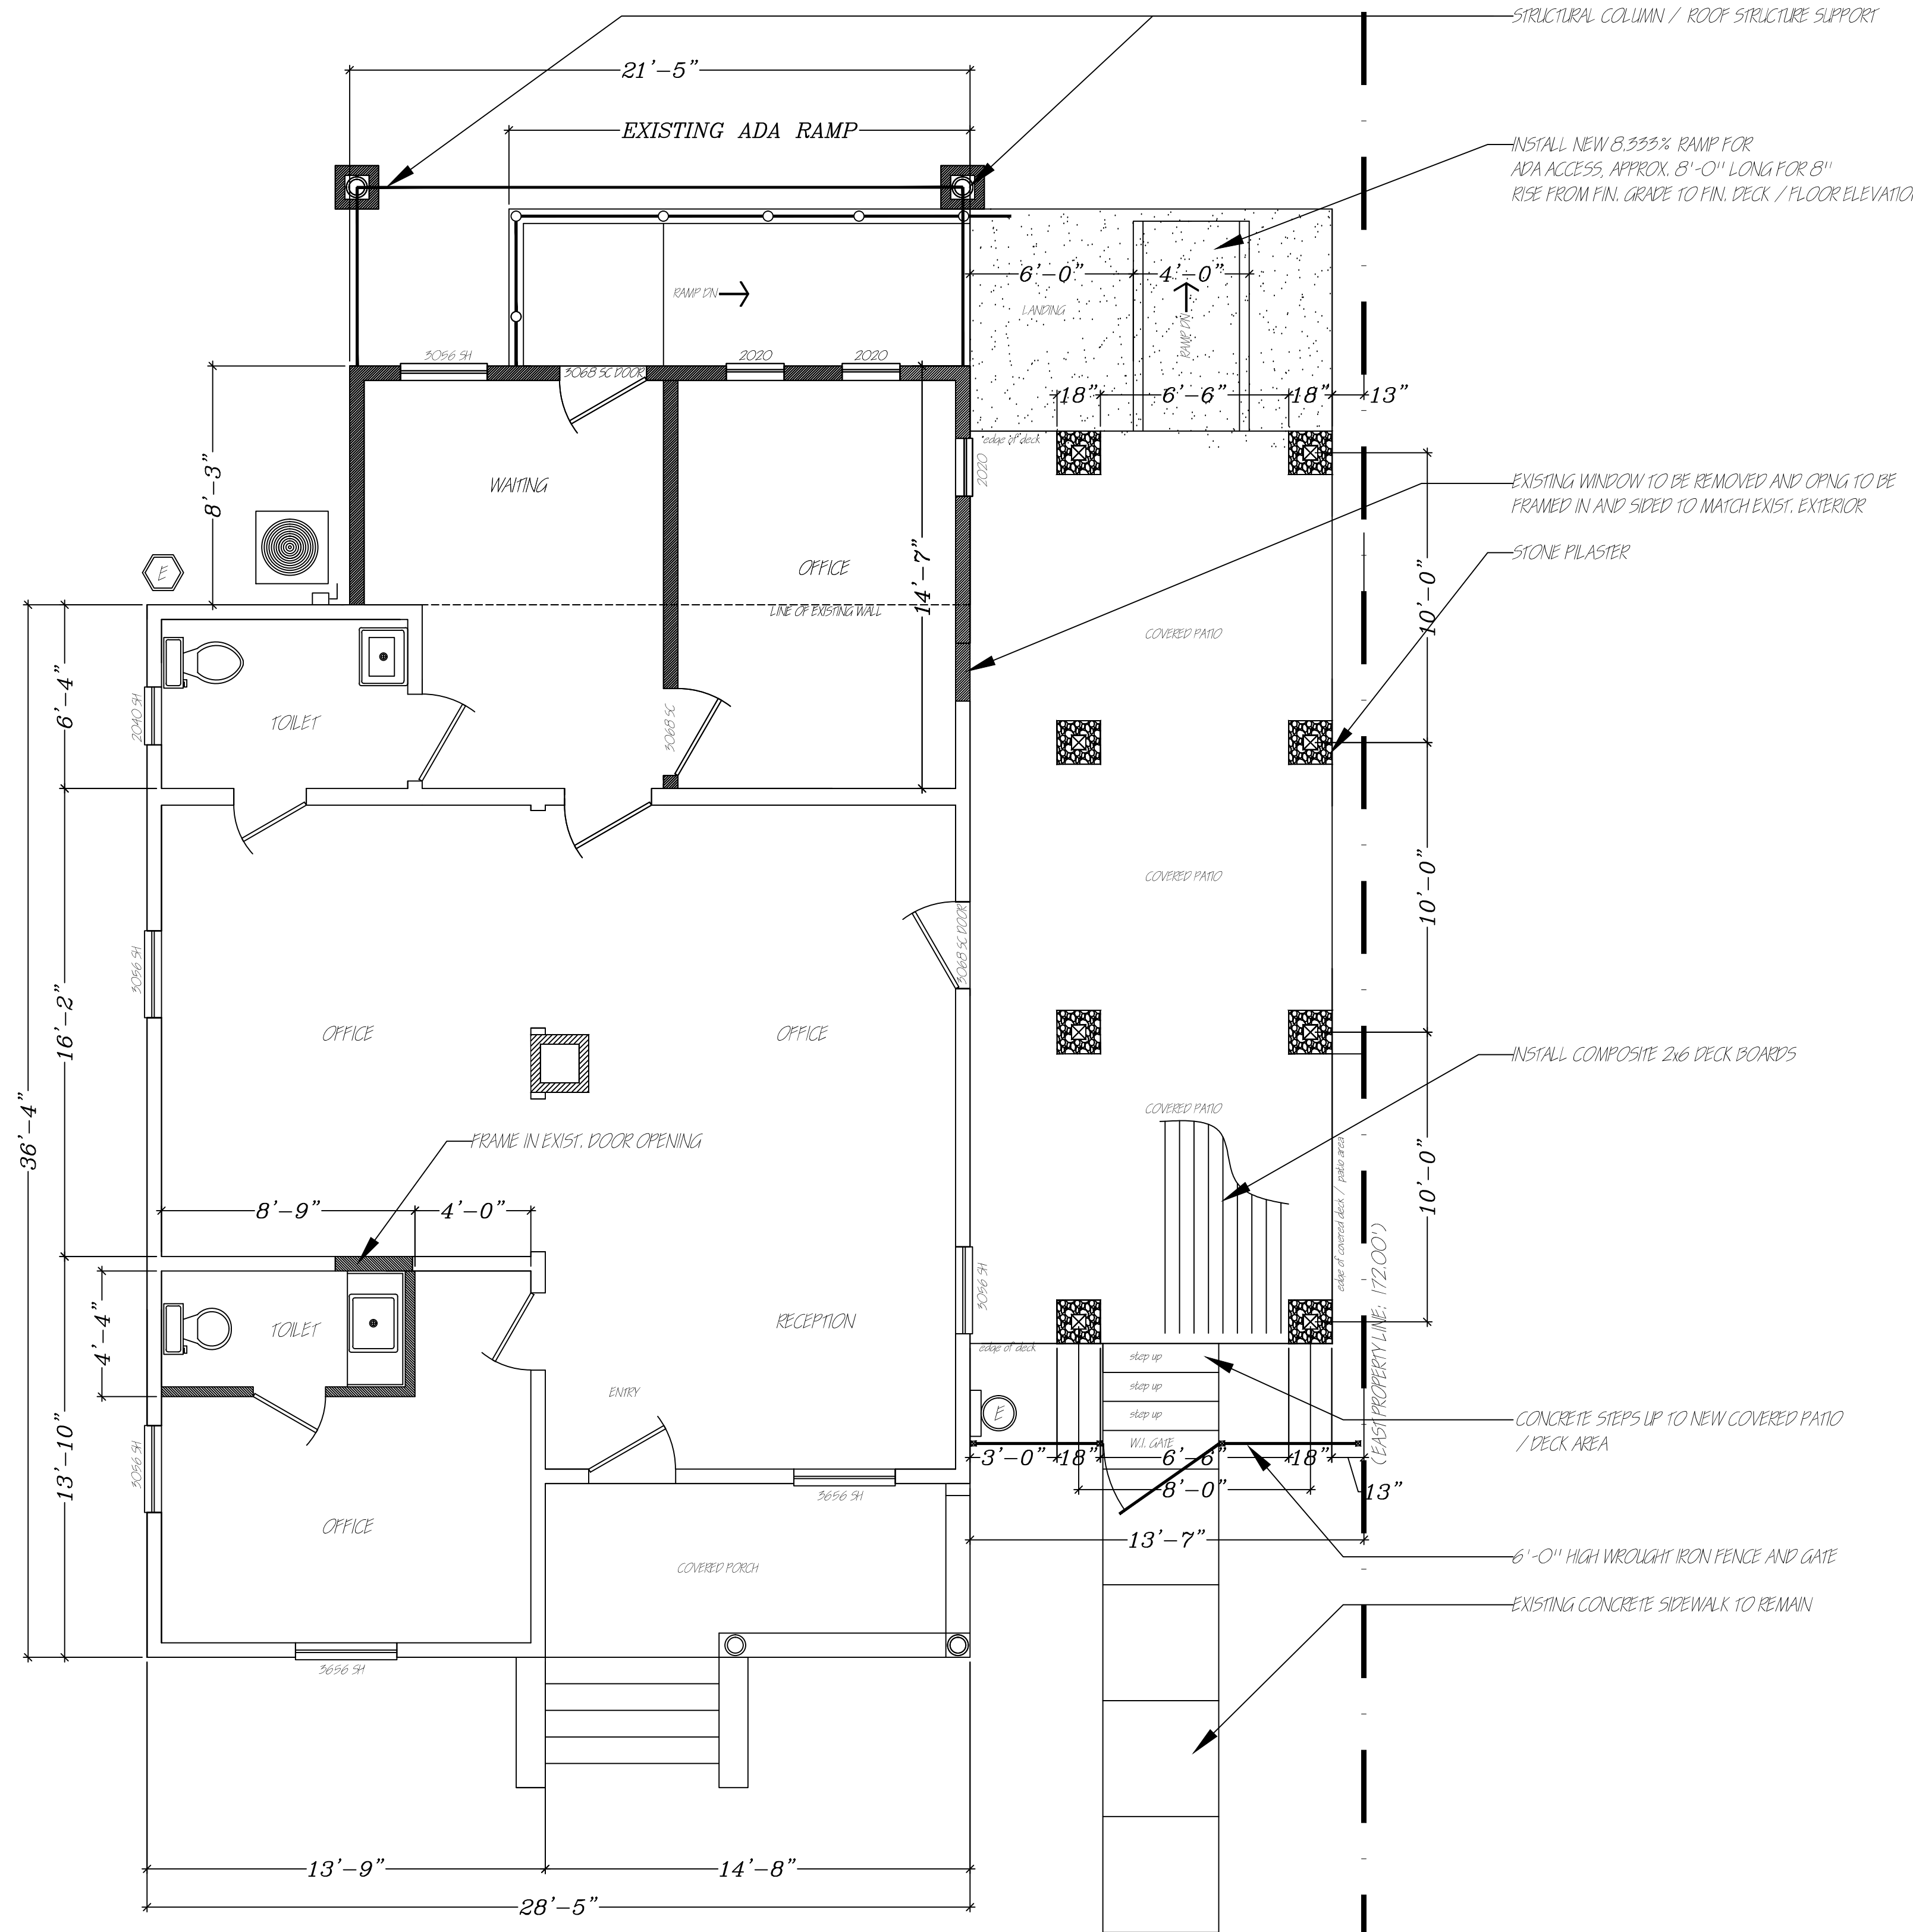 STRUCTURAL COLUMN / ROOF STRUCTURE SUPPORT
21'-5"
EXISTING ADA RAMP
INSTALL NEW 8.333% RAMP FOR
ADA ACCESS, APPROX. 8'-0" LONG FOR 8"
RISE FROM FIN. GRADE TO FIN. DECK / FLOOR ELEVATION
6'-0"
4'-0"
RAMP DN
LANDING
RAMP DN
3056 SH
3068 SC DOOR
2020
2020
18"
6'-6"
18"
13"
edge of deck
8'-3"
WAITING
2020
EXISTING WINDOW TO BE REMOVED AND OPNG TO BE
FRAMED IN AND SIDED TO MATCH EXIST. EXTERIOR
STONE PILASTER
E
OFFICE
14'-7"
LINE OF EXISTING WALL
10'-0"
COVERED PATIO
6'-4"
2040 SH
TOILET
3068 SC
COVERED PATIO
10'-0"
3068 SC DOOR
3056 SH
16'-2"
OFFICE
OFFICE
INSTALL COMPOSITE 2x6 DECK BOARDS
36'-4"
COVERED PATIO
FRAME IN EXIST. DOOR OPENING
10'-0"
edge of covered deck / patio area
8'-9"
4'-0"
3056 SH
(EAST PROPERTY LINE: 172.00')
4'-4"
TOILET
RECEPTION
edge of deck
step up
step up
step up
W.I. GATE
ENTRY
E
CONCRETE STEPS UP TO NEW COVERED PATIO
/ DECK AREA
13'-10"
3056 SH
3'-0"
18"
6'-6"
18"
8'-0"
13"
3656 SH
OFFICE
13'-7"
6'-0" HIGH WROUGHT IRON FENCE AND GATE
COVERED PORCH
EXISTING CONCRETE SIDEWALK TO REMAIN
3656 SH
13'-9"
14'-8"
28'-5"